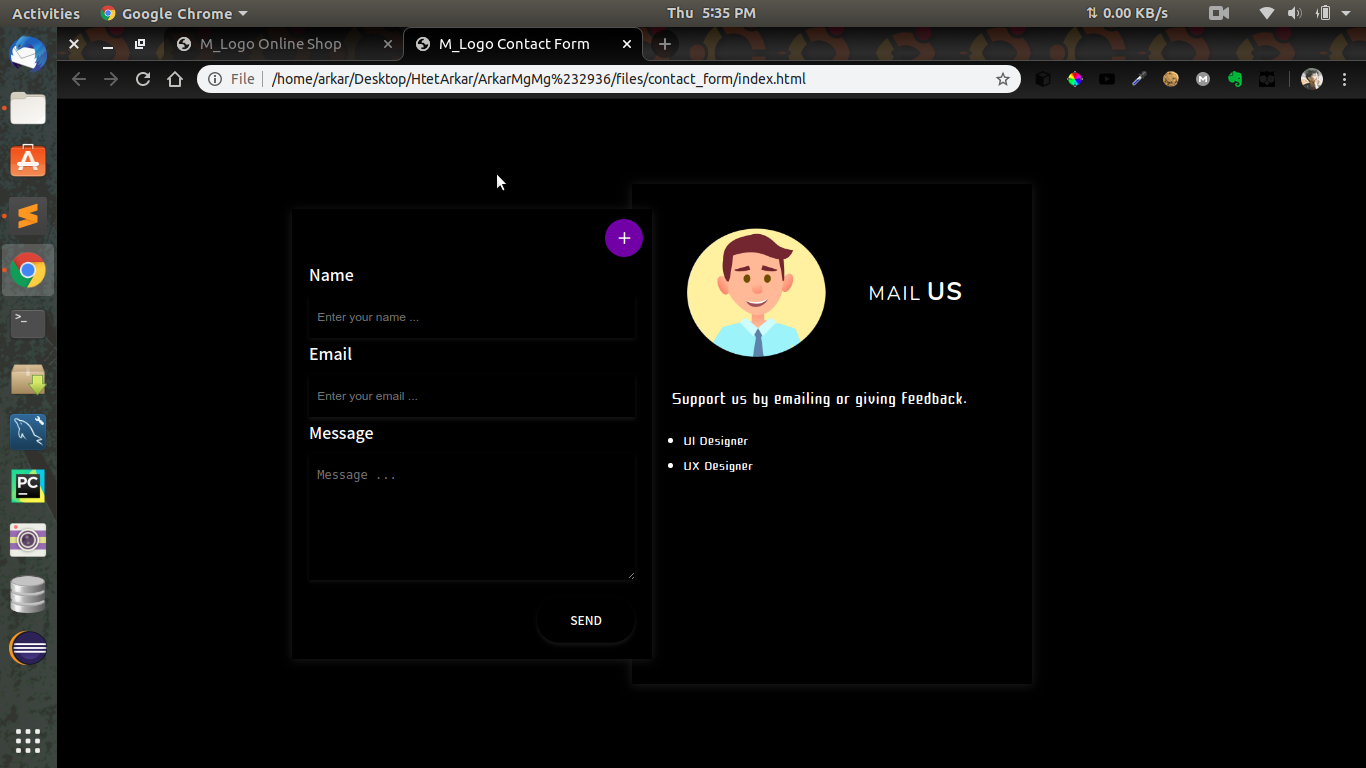 Activities Google Chrome Thu 5:35 PM 0.00 KB/s
M_Logo Online Shop M_Logo Contact Form
File /home/arkar/Desktop/HtetArkar/ArkarMgMg%232936/files/contact_form/index.html
+
Name
Enter your name ...
Email
Enter your email ...
Message
Message ...
SEND
MAIL US
Support us by emailing or giving feedback.
UI Designer
UX Designer
>_
PC
M